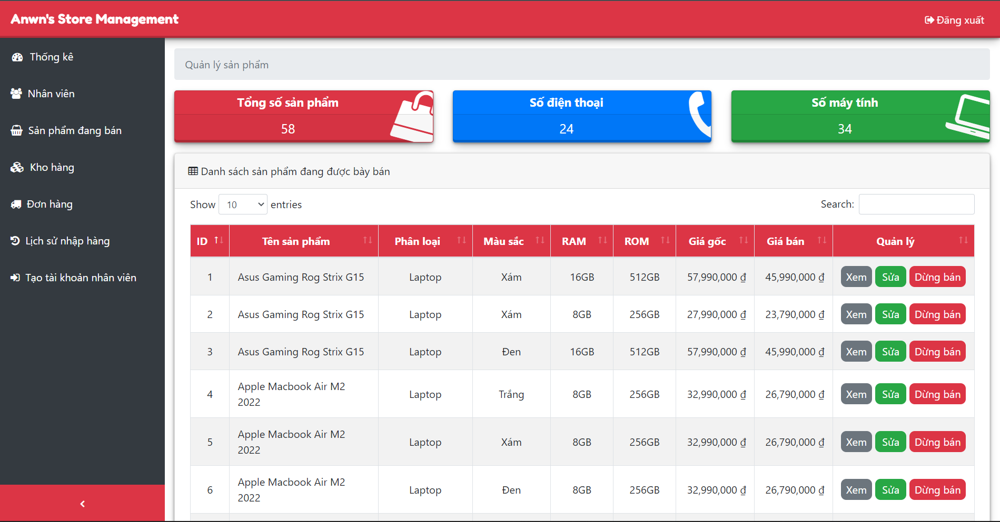 Anwn's Store Management
Đăng xuất
Thống kê
Nhân viên
Sản phẩm đang bán
Kho hàng
Đơn hàng
Lịch sử nhập hàng
Tạo tài khoản nhân viên
Quản lý sản phẩm
Tổng số sản phẩm
58
Số điện thoại
24
Số máy tính
34
Danh sách sản phẩm đang được bày bán
Show 10 entries
Search:
ID Tên sản phẩm Phân loại Màu sắc RAM ROM Giá gốc Giá bán Quản lý
1 Asus Gaming Rog Strix G15 Laptop Xám 16GB 512GB 57,990,000 ₫ 45,990,000 ₫ Xem Sửa Dừng bán
2 Asus Gaming Rog Strix G15 Laptop Xám 8GB 256GB 27,990,000 ₫ 23,790,000 ₫ Xem Sửa Dừng bán
3 Asus Gaming Rog Strix G15 Laptop Đen 16GB 512GB 57,990,000 ₫ 45,990,000 ₫ Xem Sửa Dừng bán
4 Apple Macbook Air M2 2022 Laptop Trắng 8GB 256GB 32,990,000 ₫ 26,790,000 ₫ Xem Sửa Dừng bán
5 Apple Macbook Air M2 2022 Laptop Xám 8GB 256GB 32,990,000 ₫ 26,790,000 ₫ Xem Sửa Dừng bán
6 Apple Macbook Air M2 2022 Laptop Đen 8GB 256GB 32,990,000 ₫ 26,790,000 ₫ Xem Sửa Dừng bán